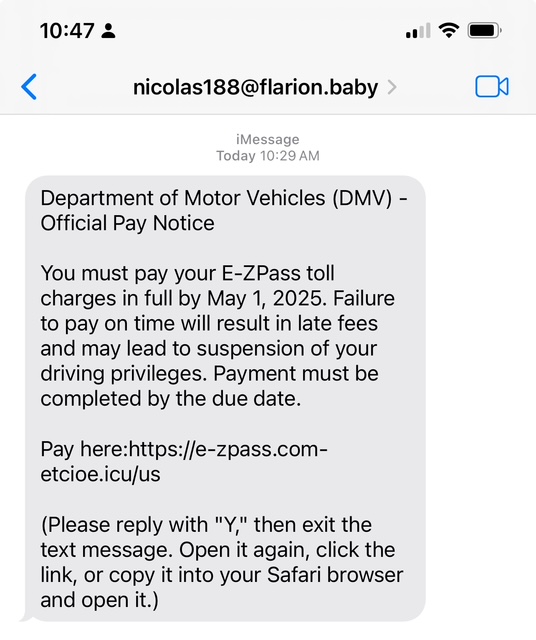 10:47
nicolas188@flarion.baby
iMessage
Today 10:29 AM
Department of Motor Vehicles (DMV) -
Official Pay Notice
You must pay your E-ZPass toll
charges in full by May 1, 2025. Failure
to pay on time will result in late fees
and may lead to suspension of your
driving privileges. Payment must be
completed by the due date.
Pay here:https://e-zpass.com-
etcioe.icu/us
(Please reply with "Y," then exit the
text message. Open it again, click the
link, or copy it into your Safari browser
and open it.)